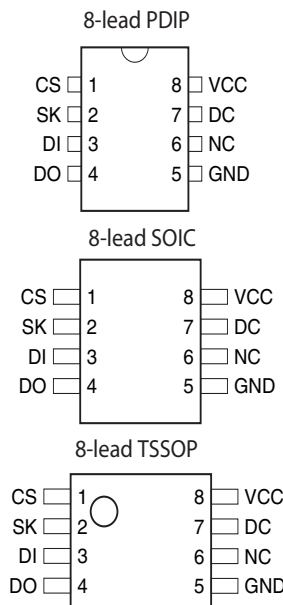 8-lead PDIP
CS 1 8 VCC
SK 2 7 DC
DI 3 6 NC
DO 4 5 GND
8-lead SOIC
CS 1 8 VCC
SK 2 7 DC
DI 3 6 NC
DO 4 5 GND
8-lead TSSOP
CS 1 8 VCC
SK 2 7 DC
DI 3 6 NC
DO 4 5 GND